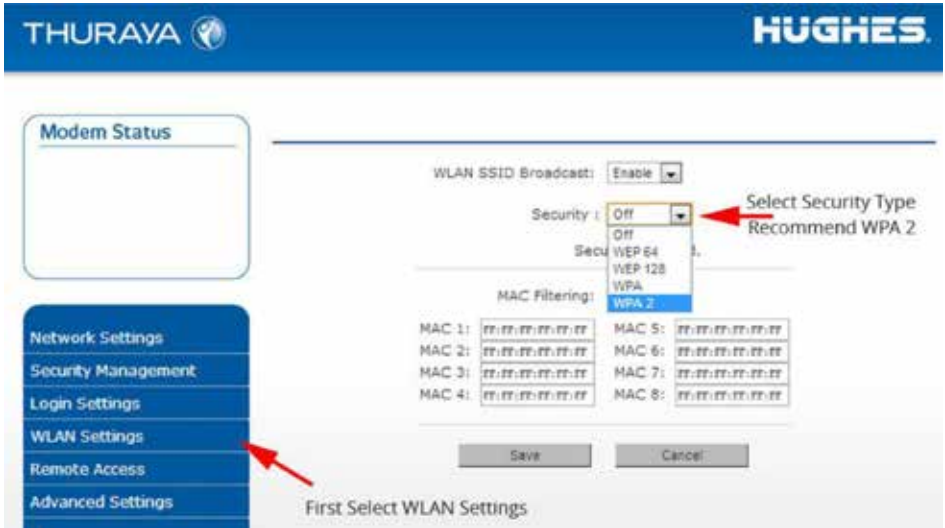 THURAYA
HUGHES.
Modem Status
WLAN SSID Broadcast: Enable
Security : Off
Select Security Type
Recommend WPA 2
Off
WEP 64
WEP 128
WPA
WPA 2
MAC Filtering:
MAC 1: ff:ff:ff:ff:ff:ff MAC 5: ff:ff:ff:ff:ff:ff
MAC 2: ff:ff:ff:ff:ff:ff MAC 6: ff:ff:ff:ff:ff:ff
MAC 3: ff:ff:ff:ff:ff:ff MAC 7: ff:ff:ff:ff:ff:ff
MAC 4: ff:ff:ff:ff:ff:ff MAC 8: ff:ff:ff:ff:ff:ff
Save Cancel
Network Settings
Security Management
Login Settings
WLAN Settings
Remote Access
Advanced Settings
First Select WLAN Settings